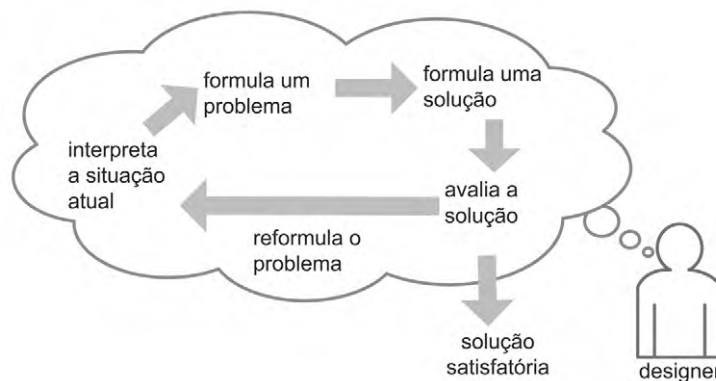 formula um
problema
formula uma
solução
interpreta
a situação
atual
avalia a
solução
reformula o
problema
solução
satisfatória
designer